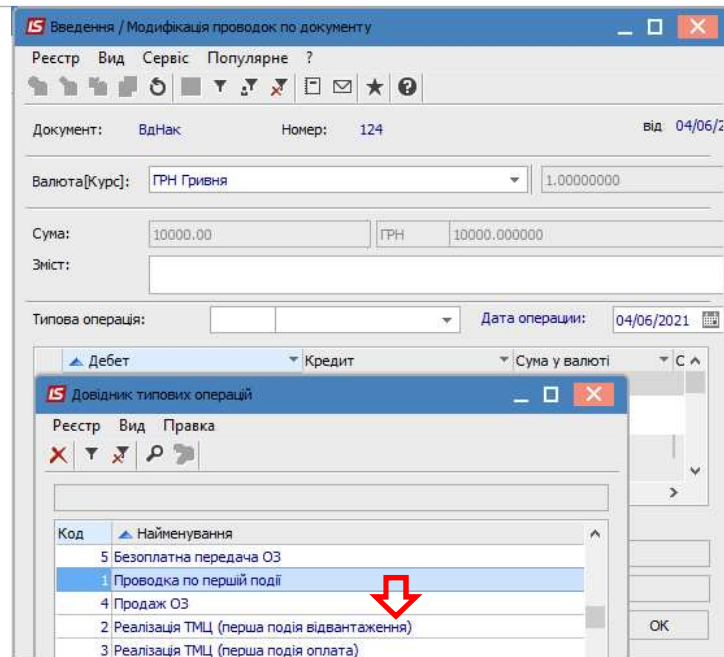 Введення / Модифікація проводок по документу
Реєстр Вид Сервіс Популярне ?
Документ: ВдНак Номер: 124 від 04/06/2
Валюта[Курс]: ГРН Гривня 1.00000000
Сума: 10000.00 ГРН 10000.000000
Зміст:
Типова операція: Дата операции: 04/06/2021
Дебет Кредит Сума у валюті С
Довідник типових операцій
Реєстр Вид Правка
Код Найменування
5 Безоплатна передача ОЗ
1 Проводка по першій події
4 Продаж ОЗ
2 Реалізація ТМЦ (перша подія відвантаження)
OK
3 Реалізація ТМЦ (перша подія оплата)